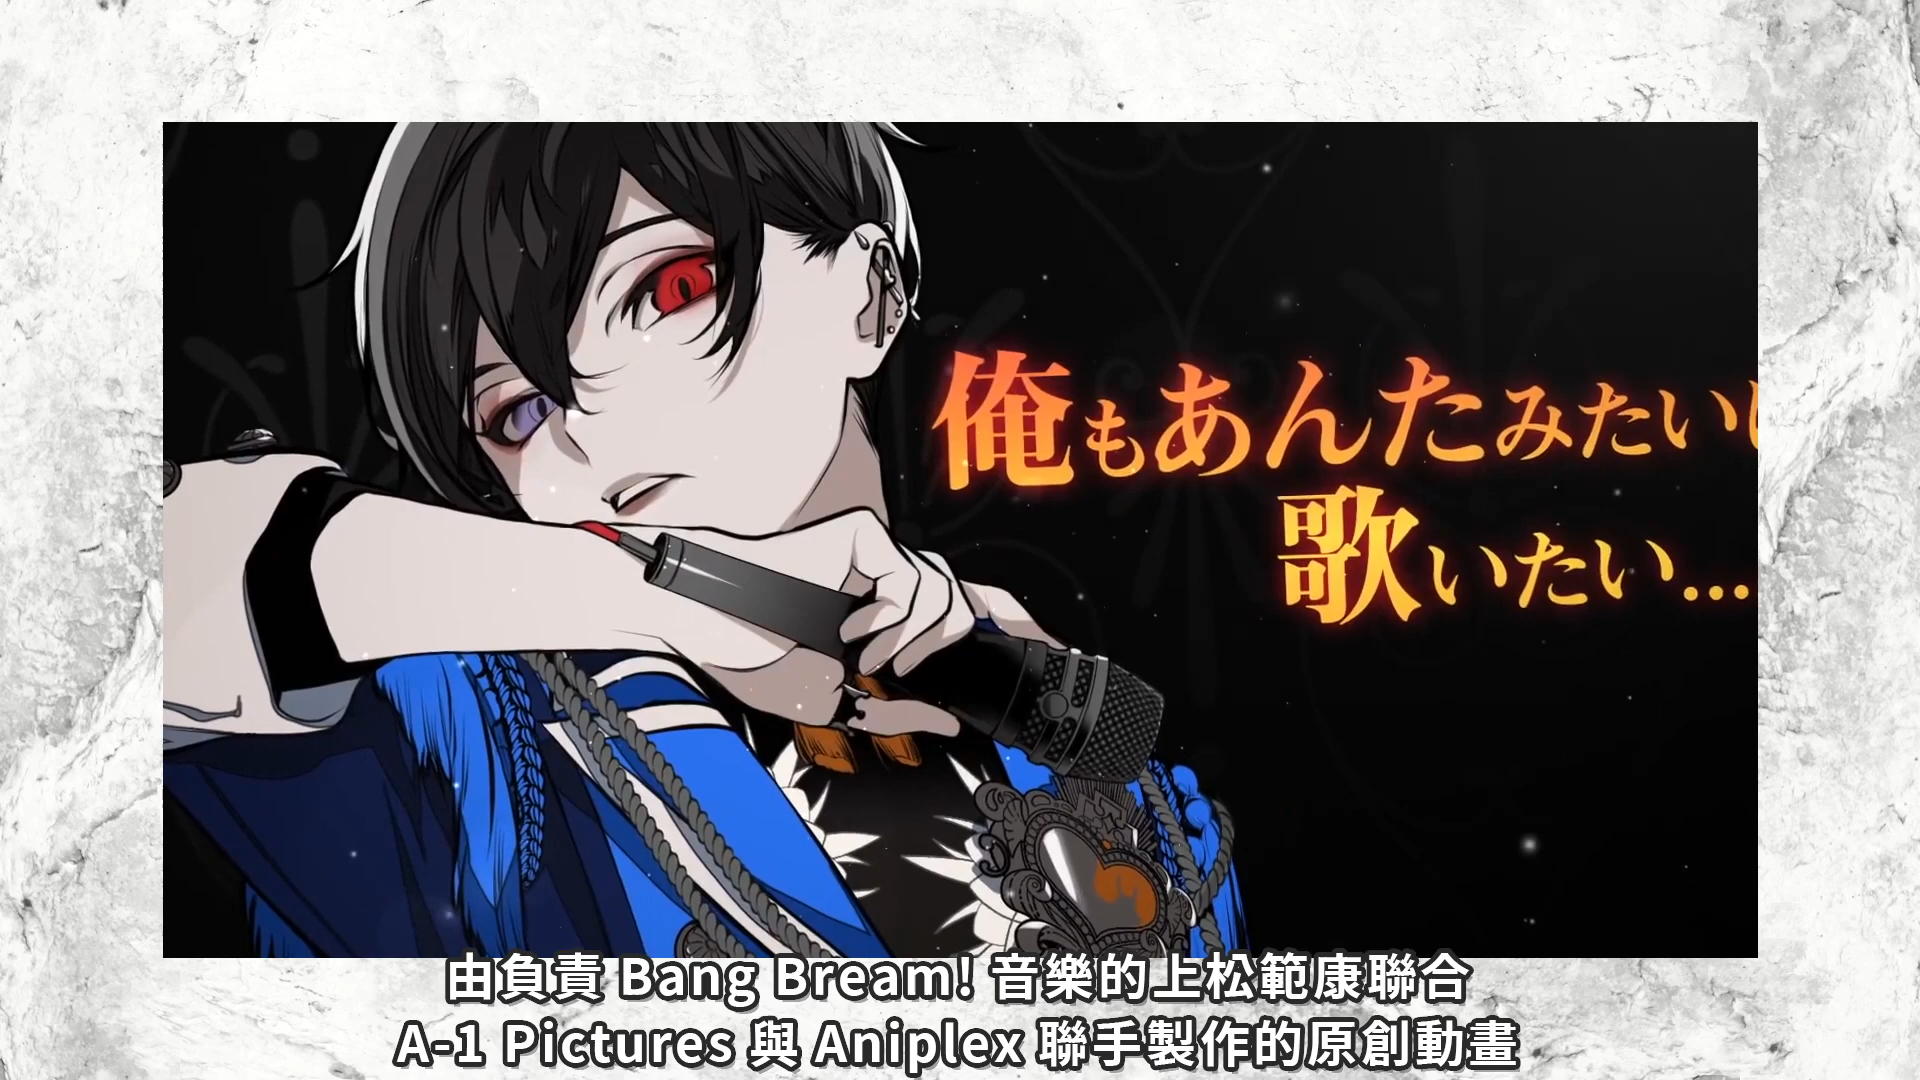 俺もあんたみたいに
歌いたい...
由負責 Bang Bream! 音樂的上松範康聯合
A-1 Pictures 與 Aniplex 聯手製作的原創動畫